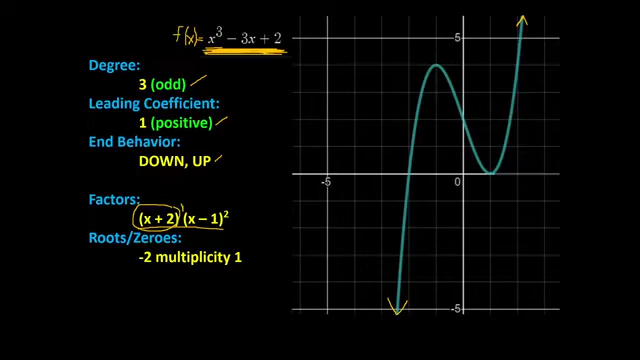 f(x)= x³ − 3x + 2
Degree:
3 (odd)
Leading Coefficient:
1 (positive)
End Behavior:
DOWN, UP
Factors:
(x + 2)¹(x – 1)²
Roots/Zeroes:
-2 multiplicity 1
5
-5
0
-5